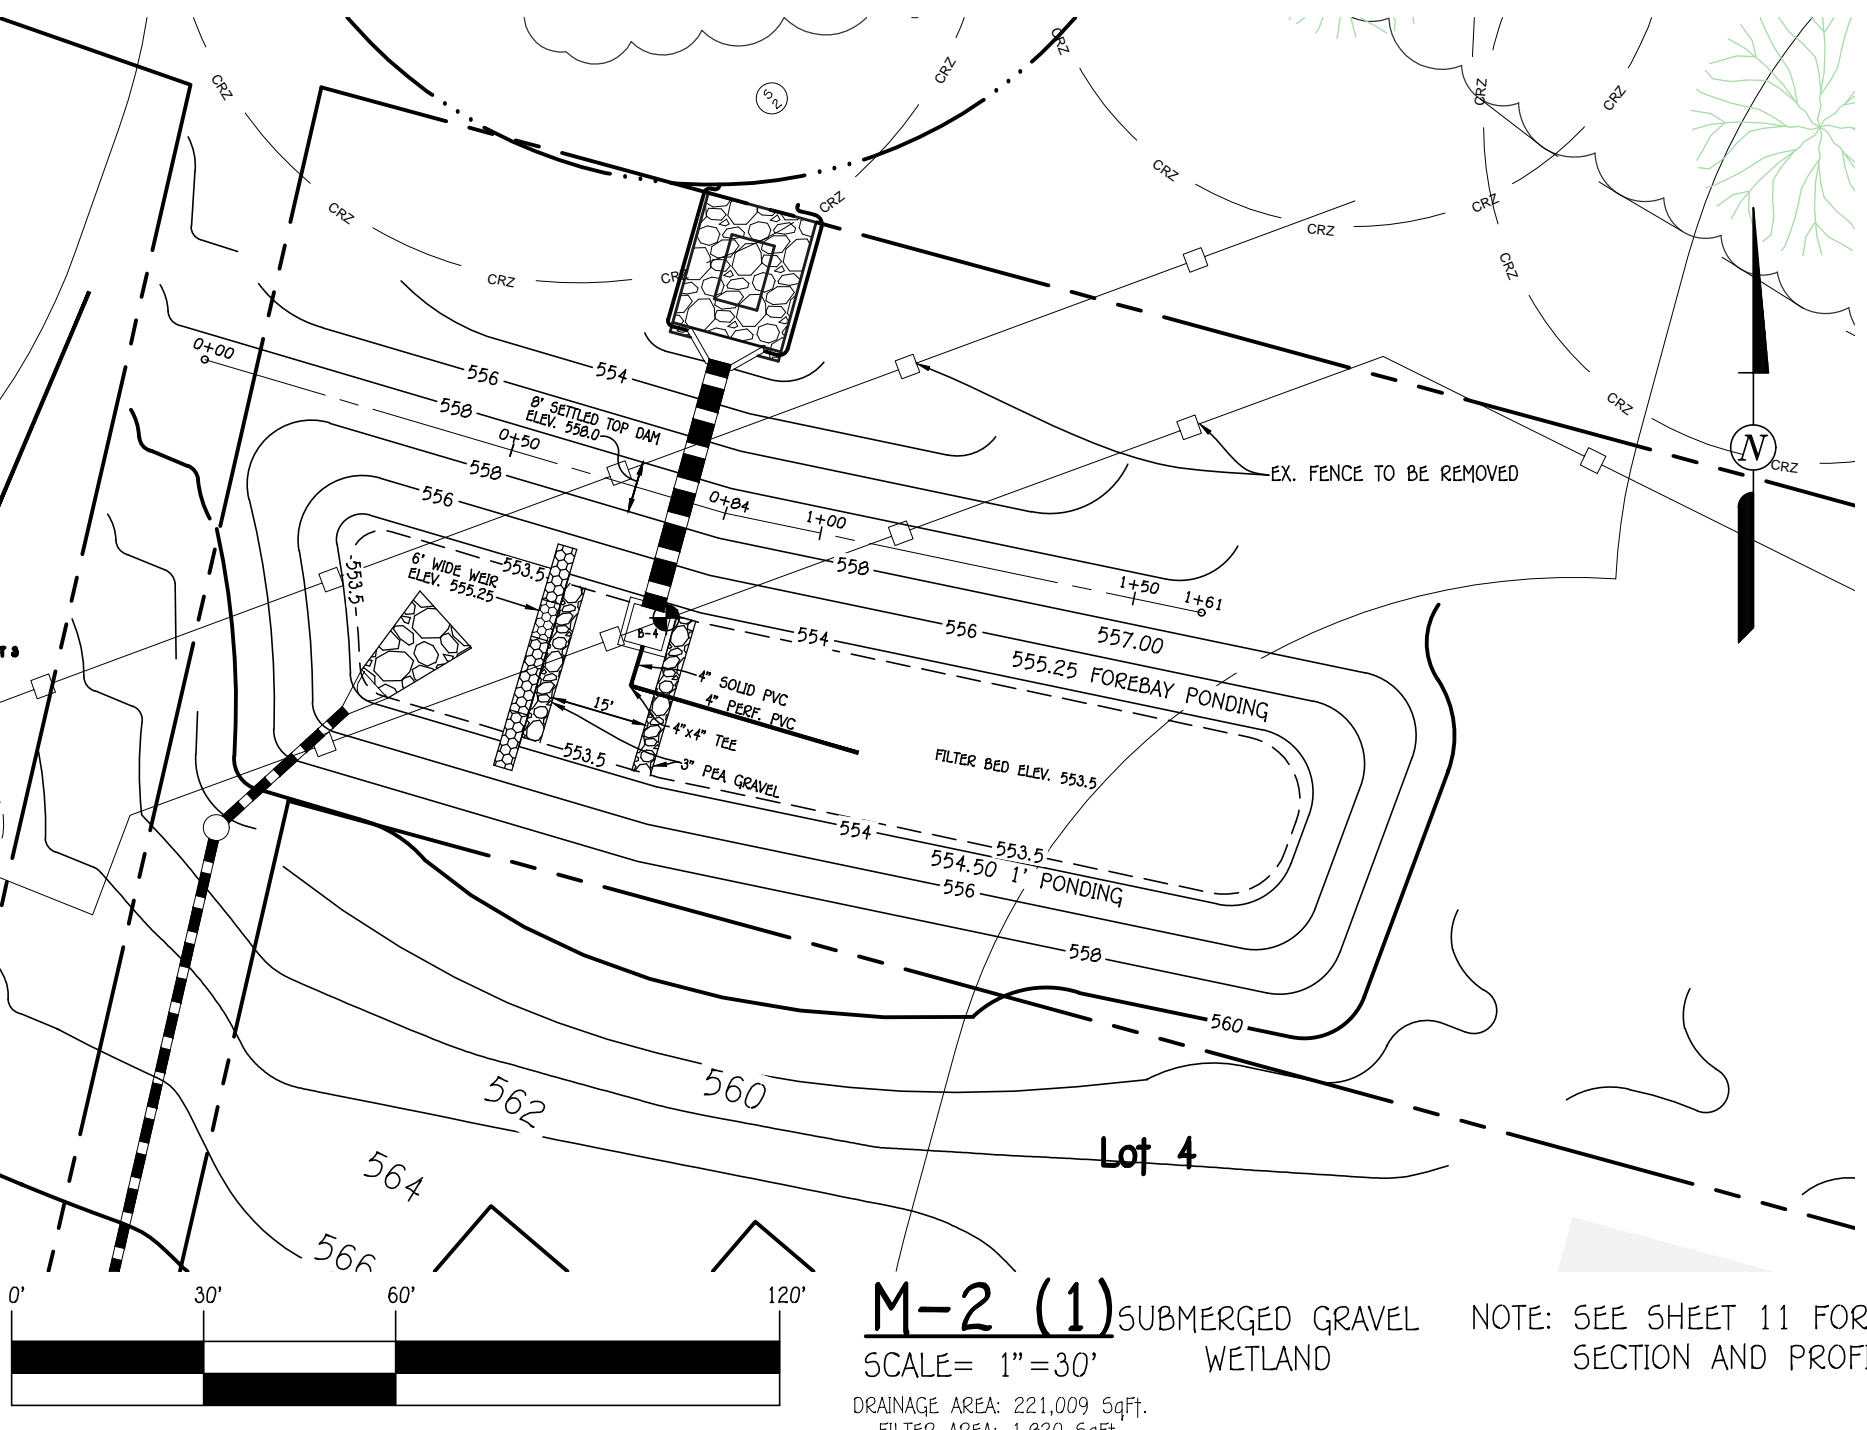 CRZ
CRZ
CRZ
52
CRZ
CRZ
CRZ
CRZ
CRZ
CRZ
CRZ
CRZ
CRZ
CRZ
CRZ
0+00
556
554
558
8' SETTLED TOP DAM
ELEV. 558.0
0+50
558
556
0+84
1+00
EX. FENCE TO BE REMOVED
CRZ
N
CRZ
553.5
6' WIDE WEIR
ELEV. 555.25
553.5
558
1+50
1+61
B-4
554
556
557.00
555.25 FOREBAY PONDING
4" SOLID PVC
4" PERF. PVC
15'
4"x4" TEE
553.5
3" PEA GRAVEL
FILTER BED ELEV. 553.5
554
553.5
554.50 1' PONDING
556
558
560
560
562
564
566
Lot 4
0'
30'
60'
120'
M-2 (1) SUBMERGED GRAVEL
WETLAND
SCALE= 1"=30'
NOTE: SEE SHEET 11 FOR
SECTION AND PROFI
DRAINAGE AREA: 221,009 SqFt.